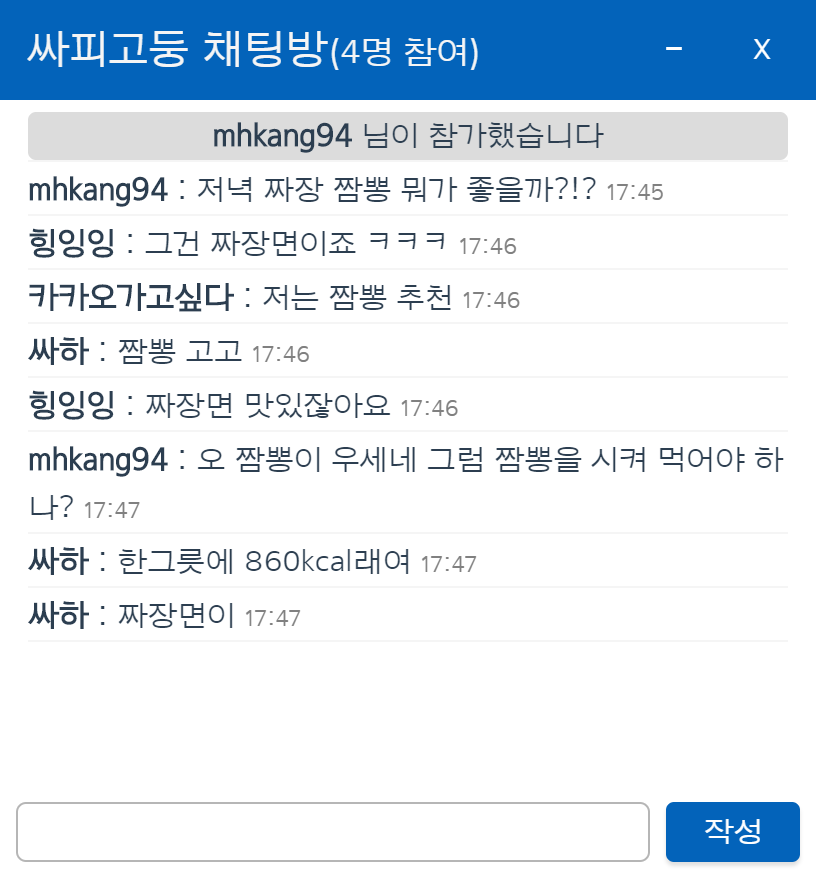 싸피고둥 채팅방(4명 참여) – X
mhkang94 님이 참가했습니다
mhkang94 : 저녁 짜장 짬뽕 뭐가 좋을까?!? 17:45
힝잉잉 : 그건 짜장면이죠 ㅋㅋㅋ 17:46
카카오가고싶다 : 저는 짬뽕 추천 17:46
싸하 : 짬뽕 고고 17:46
힝잉잉 : 짜장면 맛있잖아요 17:46
mhkang94 : 오 짬뽕이 우세네 그럼 짬뽕을 시켜 먹어야 하
나? 17:47
싸하 : 한그릇에 860kcal래여 17:47
싸하 : 짜장면이 17:47
작성